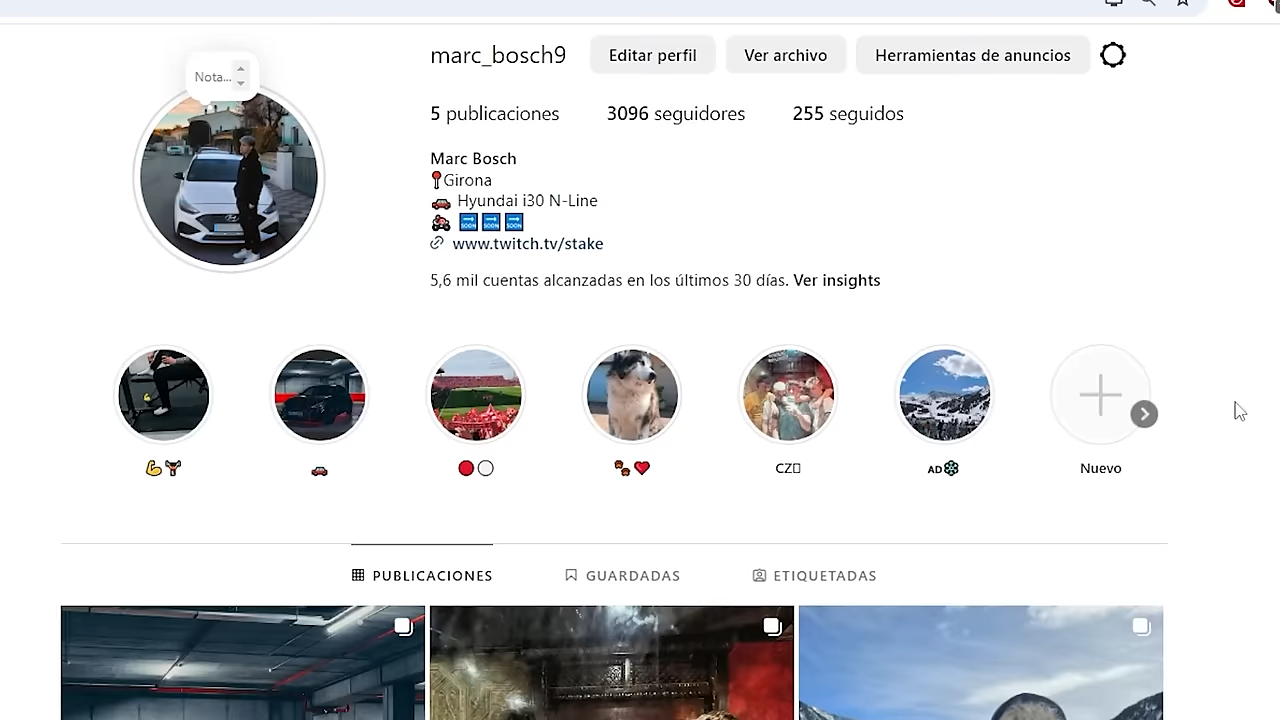 Nota...
marc_bosch9 Editar perfil Ver archivo Herramientas de anuncios
5 publicaciones 3096 seguidores 255 seguidos
Marc Bosch
📍Girona
🚗 Hyundai i30 N-Line
🏍️ 🔜🔜🔜
www.twitch.tv/stake
5,6 mil cuentas alcanzadas en los últimos 30 días. Ver insights
💪🏋️ 🚗 🔴⚪ 🐾❤️ CZ AD❄️ Nuevo
PUBLICACIONES GUARDADAS ETIQUETADAS